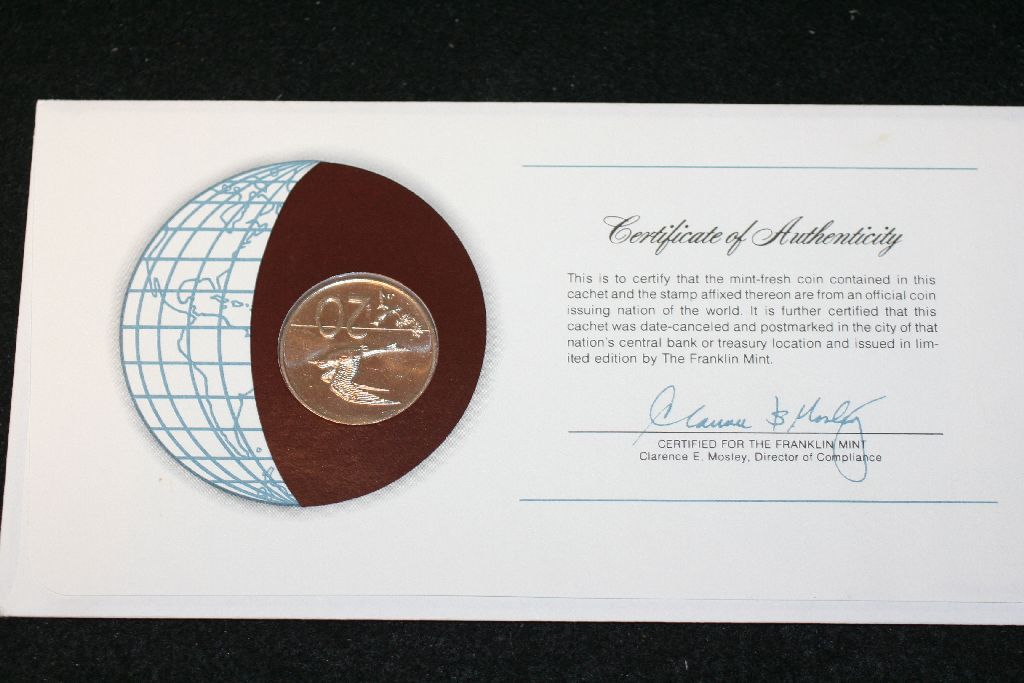 20
Certificate of Authenticity
This is to certify that the mint-fresh coin contained in this
cachet and the stamp affixed thereon are from an official coin
issuing nation of the world. It is further certified that this
cachet was date-canceled and postmarked in the city of that
nation's central bank or treasury location and issued in lim-
ited edition by The Franklin Mint.
Clarence B Mosley
CERTIFIED FOR THE FRANKLIN MINT
Clarence E. Mosley, Director of Compliance